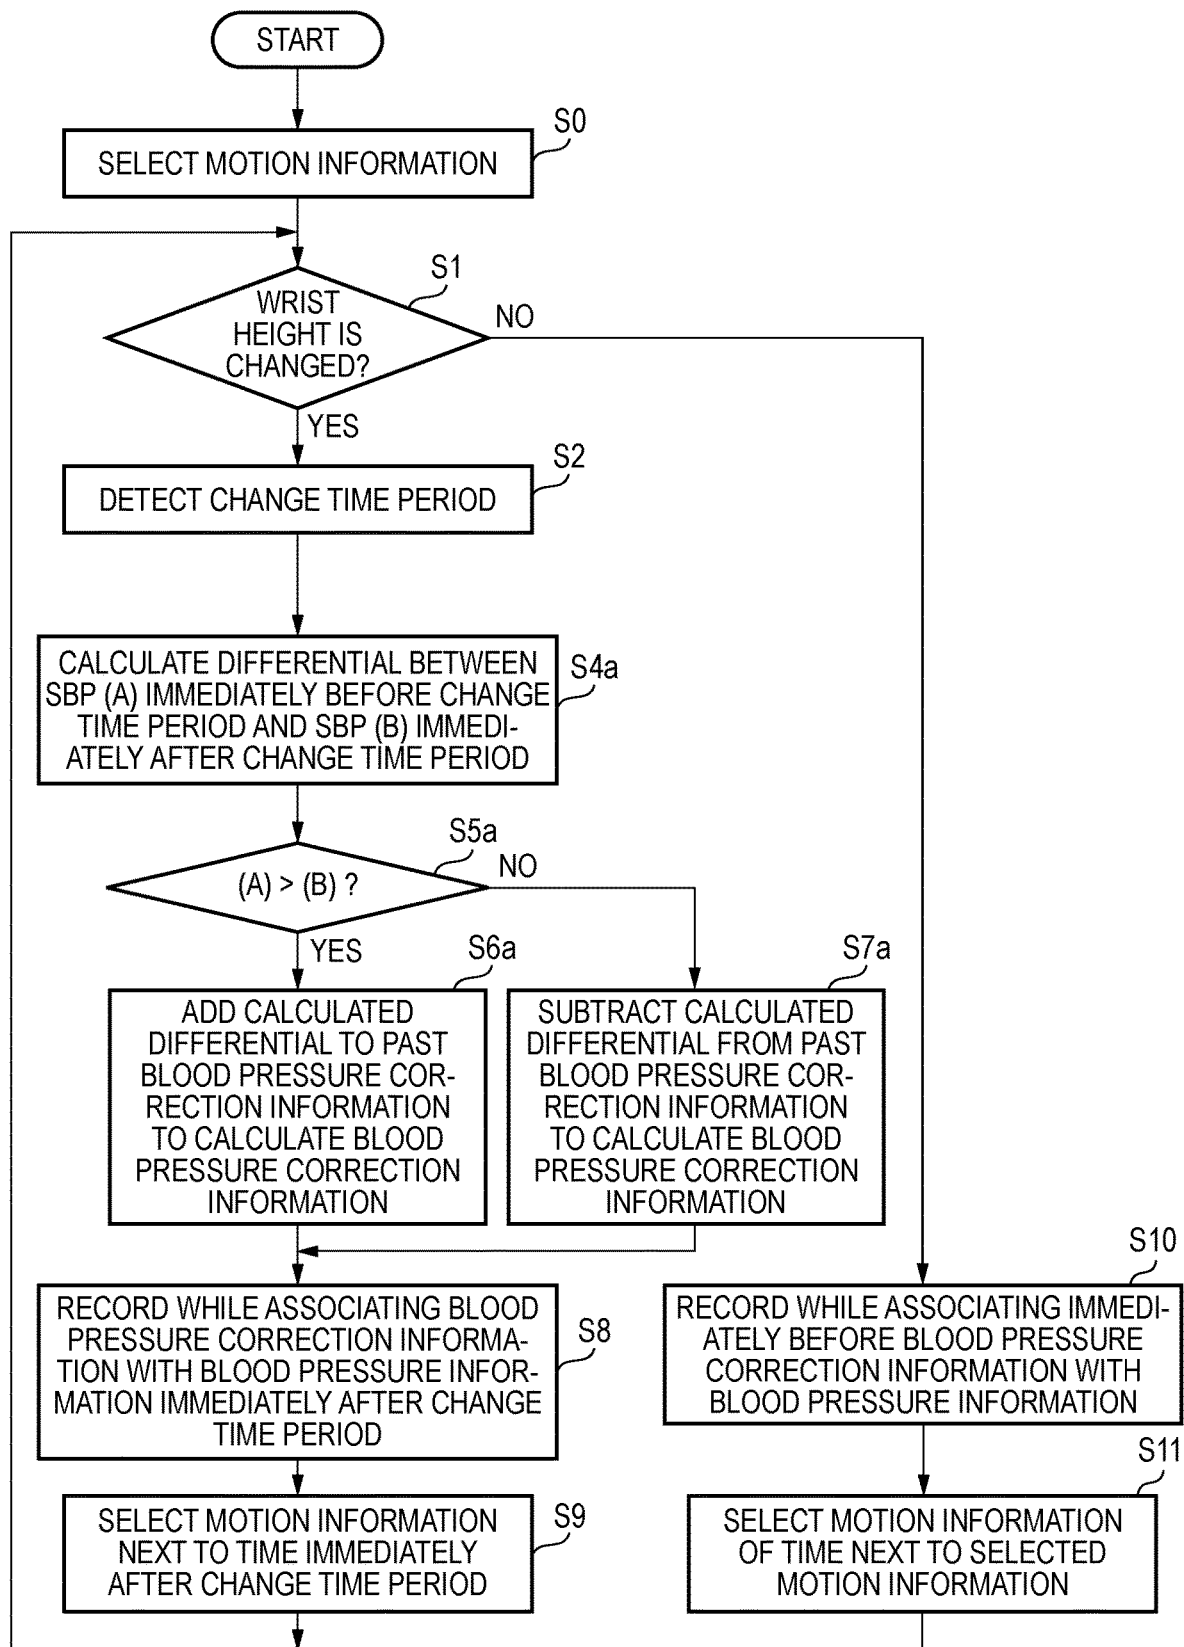 START
S0
SELECT MOTION INFORMATION
S1
WRIST
HEIGHT IS
CHANGED?
NO
YES
S2
DETECT CHANGE TIME PERIOD
S4a
CALCULATE DIFFERENTIAL BETWEEN
SBP (A) IMMEDIATELY BEFORE CHANGE
TIME PERIOD AND SBP (B) IMMEDI-
ATELY AFTER CHANGE TIME PERIOD
S5a
(A) > (B) ?
NO
YES
S6a
ADD CALCULATED
DIFFERENTIAL TO PAST
BLOOD PRESSURE COR-
RECTION INFORMATION
TO CALCULATE BLOOD
PRESSURE CORRECTION
INFORMATION
S7a
SUBTRACT CALCULATED
DIFFERENTIAL FROM PAST
BLOOD PRESSURE COR-
RECTION INFORMATION
TO CALCULATE BLOOD
PRESSURE CORRECTION
INFORMATION
S8
RECORD WHILE ASSOCIATING BLOOD
PRESSURE CORRECTION INFORMA-
TION WITH BLOOD PRESSURE INFOR-
MATION IMMEDIATELY AFTER CHANGE
TIME PERIOD
S10
RECORD WHILE ASSOCIATING IMMEDI-
ATELY BEFORE BLOOD PRESSURE
CORRECTION INFORMATION WITH
BLOOD PRESSURE INFORMATION
S9
SELECT MOTION INFORMATION
NEXT TO TIME IMMEDIATELY
AFTER CHANGE TIME PERIOD
S11
SELECT MOTION INFORMATION
OF TIME NEXT TO SELECTED
MOTION INFORMATION